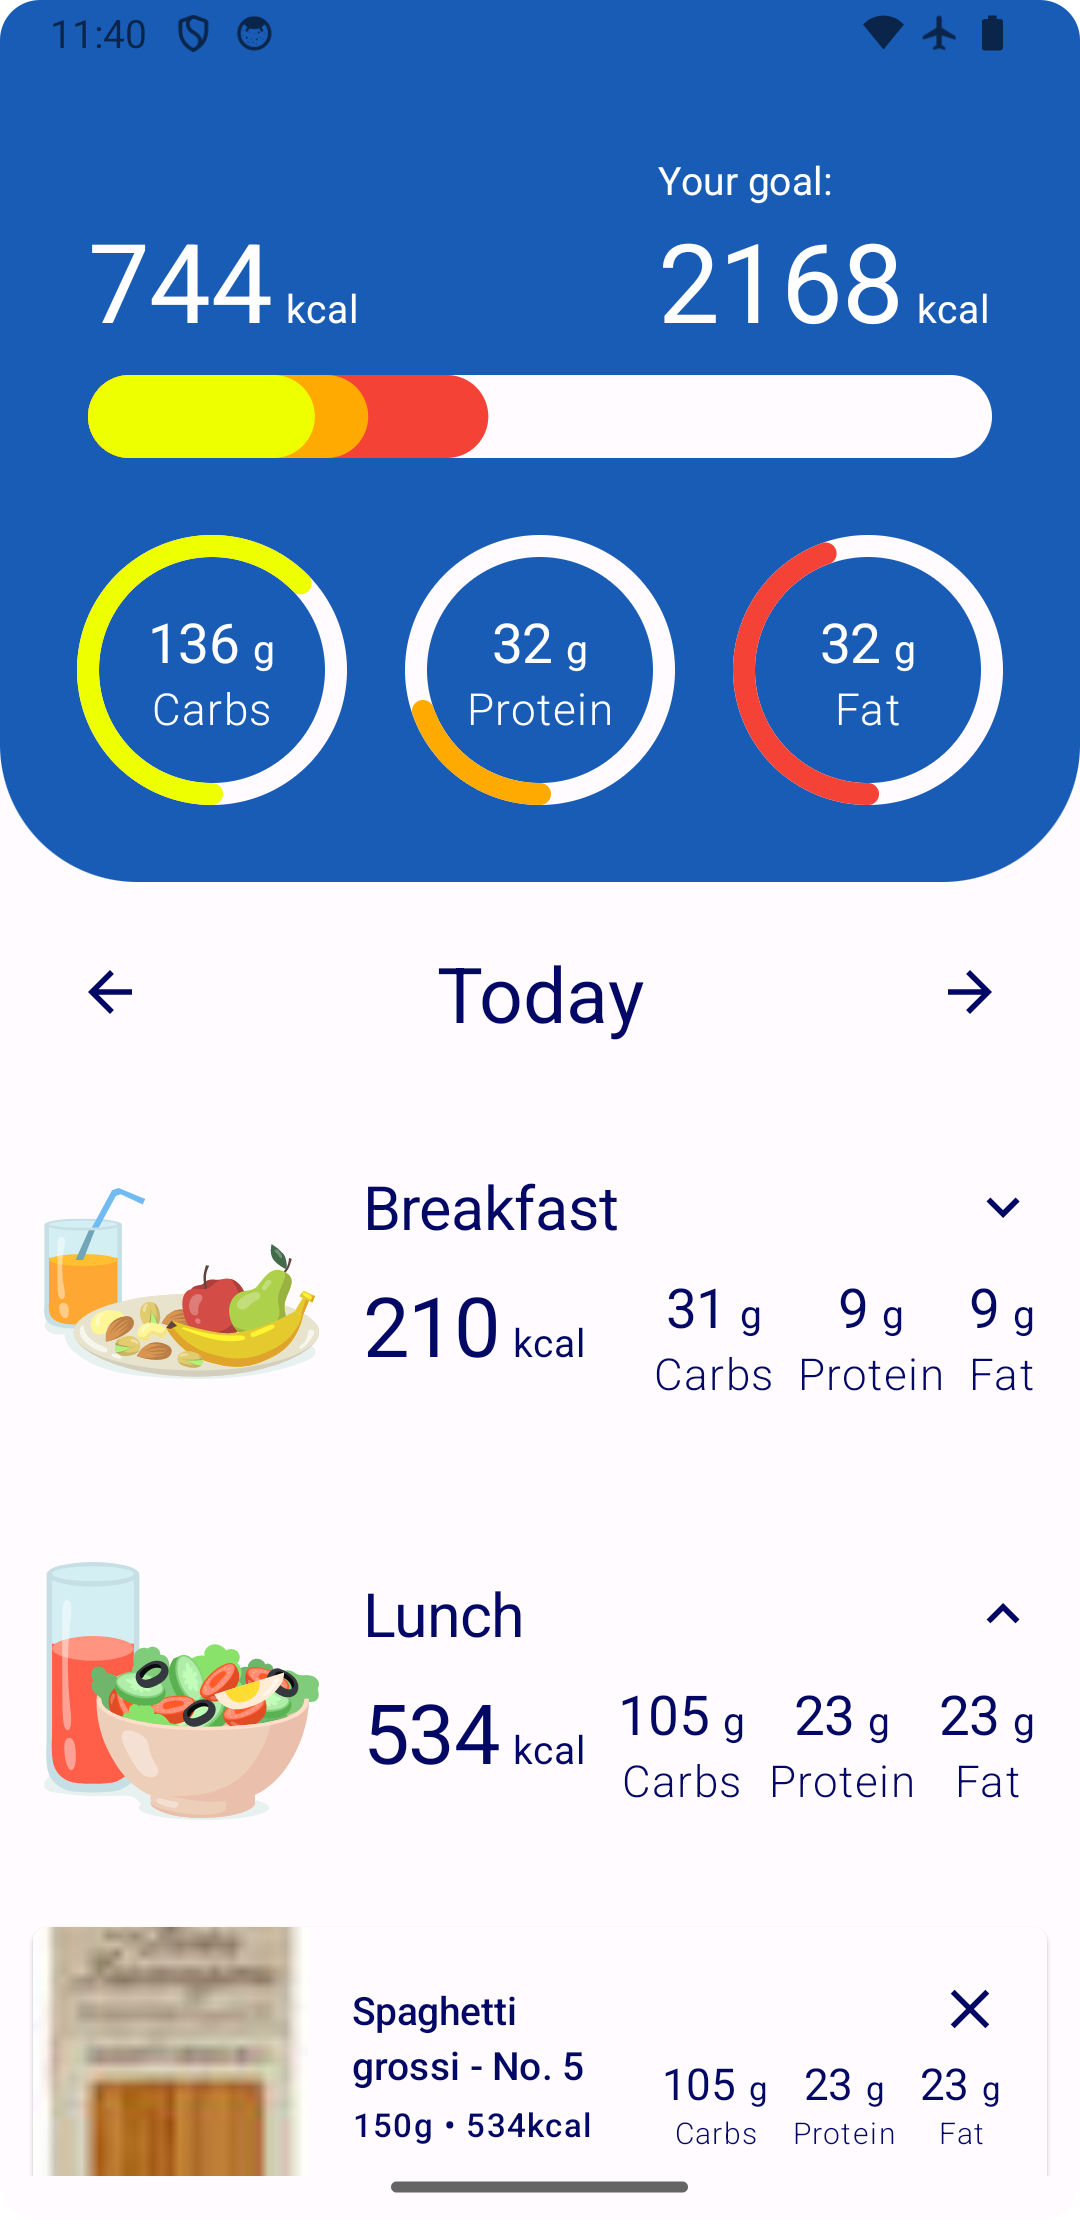 11:40
Your goal:
744 kcal
2168 kcal
136 g
Carbs
32 g
Protein
32 g
Fat
Today
Breakfast
210 kcal
31 g
Carbs
9 g
Protein
9 g
Fat
Lunch
534 kcal
105 g
Carbs
23 g
Protein
23 g
Fat
Spaghetti
grossi - No. 5
150g • 534kcal
105 g
Carbs
23 g
Protein
23 g
Fat